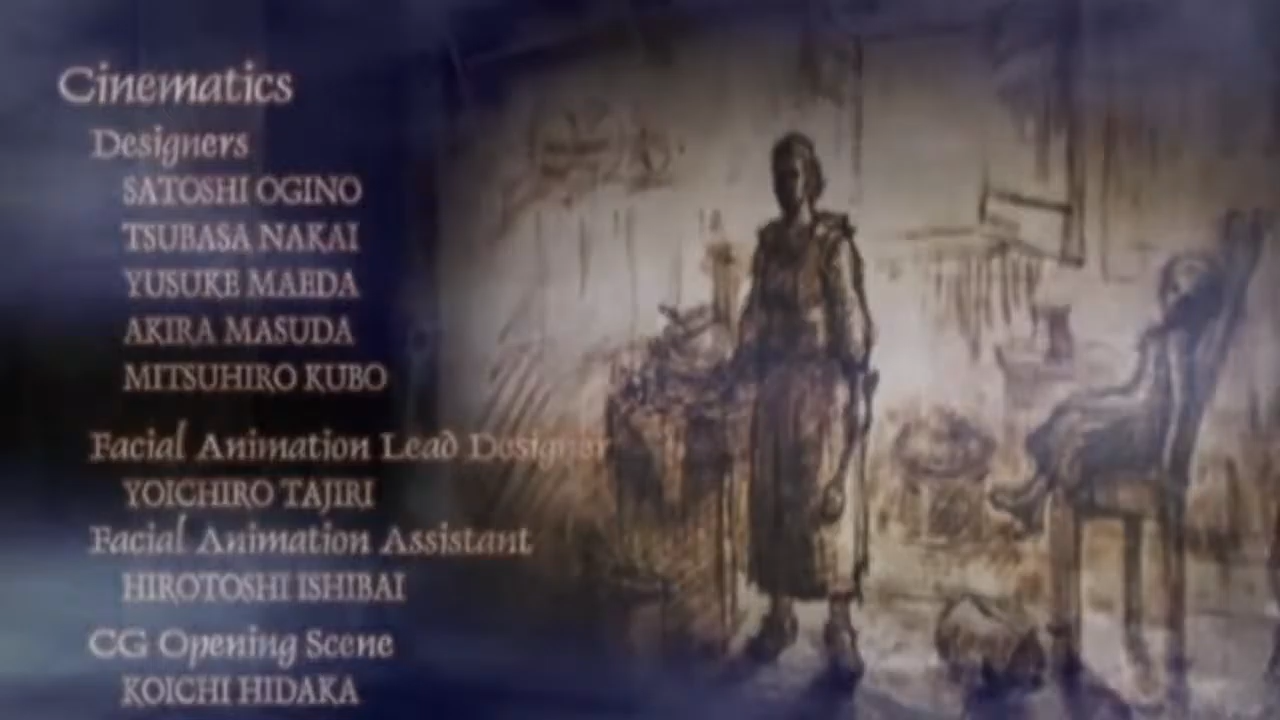 Cinematics
Designers
SATOSHI OGINO
TSUBASA NAKAI
YUSUKE MAEDA
AKIRA MASUDA
MITSUHIRO KUBO
Facial Animation Lead Designer
YOICHIRO TAJIRI
Facial Animation Assistant
HIROTOSHI ISHIBAI
CG Opening Scene
KOICHI HIDAKA